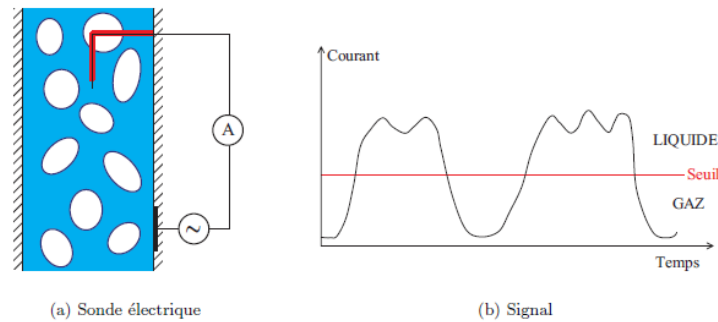 A
~
(a) Sonde électrique
Courant
LIQUIDE
Seuil
GAZ
Temps
(b) Signal